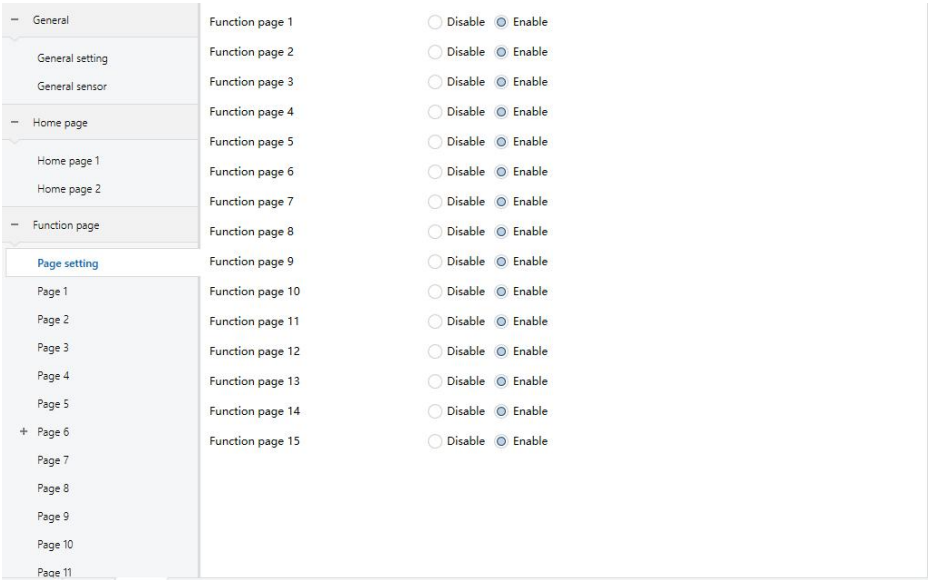 General
General setting
General sensor
Home page
Home page 1
Home page 2
Function page
Page setting
Page 1
Page 2
Page 3
Page 4
Page 5
Page 6
Page 7
Page 8
Page 9
Page 10
Page 11
Function page 1 Disable Enable
Function page 2 Disable Enable
Function page 3 Disable Enable
Function page 4 Disable Enable
Function page 5 Disable Enable
Function page 6 Disable Enable
Function page 7 Disable Enable
Function page 8 Disable Enable
Function page 9 Disable Enable
Function page 10 Disable Enable
Function page 11 Disable Enable
Function page 12 Disable Enable
Function page 13 Disable Enable
Function page 14 Disable Enable
Function page 15 Disable Enable